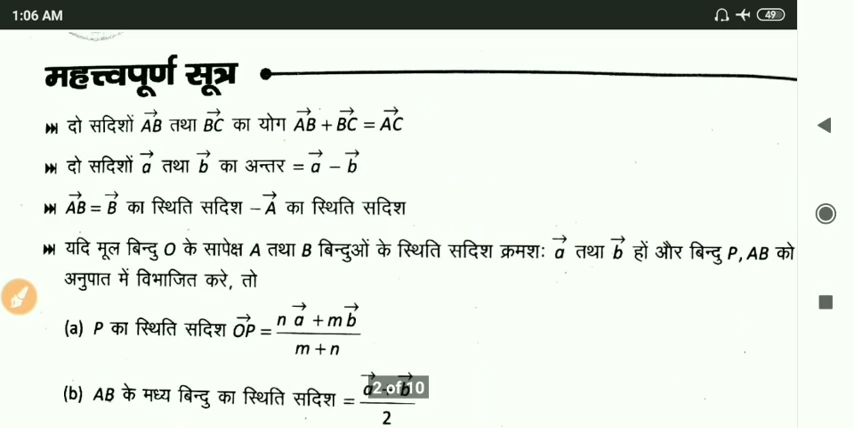 1:06 AM
49
महत्त्वपूर्ण सूत्र
दो सदिशों AB→ तथा BC→ का योग AB→ + BC→ = AC→
दो सदिशों a→ तथा b→ का अन्तर = a→ − b→
AB→ = B→ का स्थिति सदिश − A→ का स्थिति सदिश
यदि मूल बिन्दु O के सापेक्ष A तथा B बिन्दुओं के स्थिति सदिश क्रमशः a→ तथा b→ हों और बिन्दु P, AB को
अनुपात में विभाजित करे, तो
(a) P का स्थिति सदिश OP→ = (n a→ + m b→) / (m + n)
(b) AB के मध्य बिन्दु का स्थिति सदिश = a→ b→ / 2
2 of 10